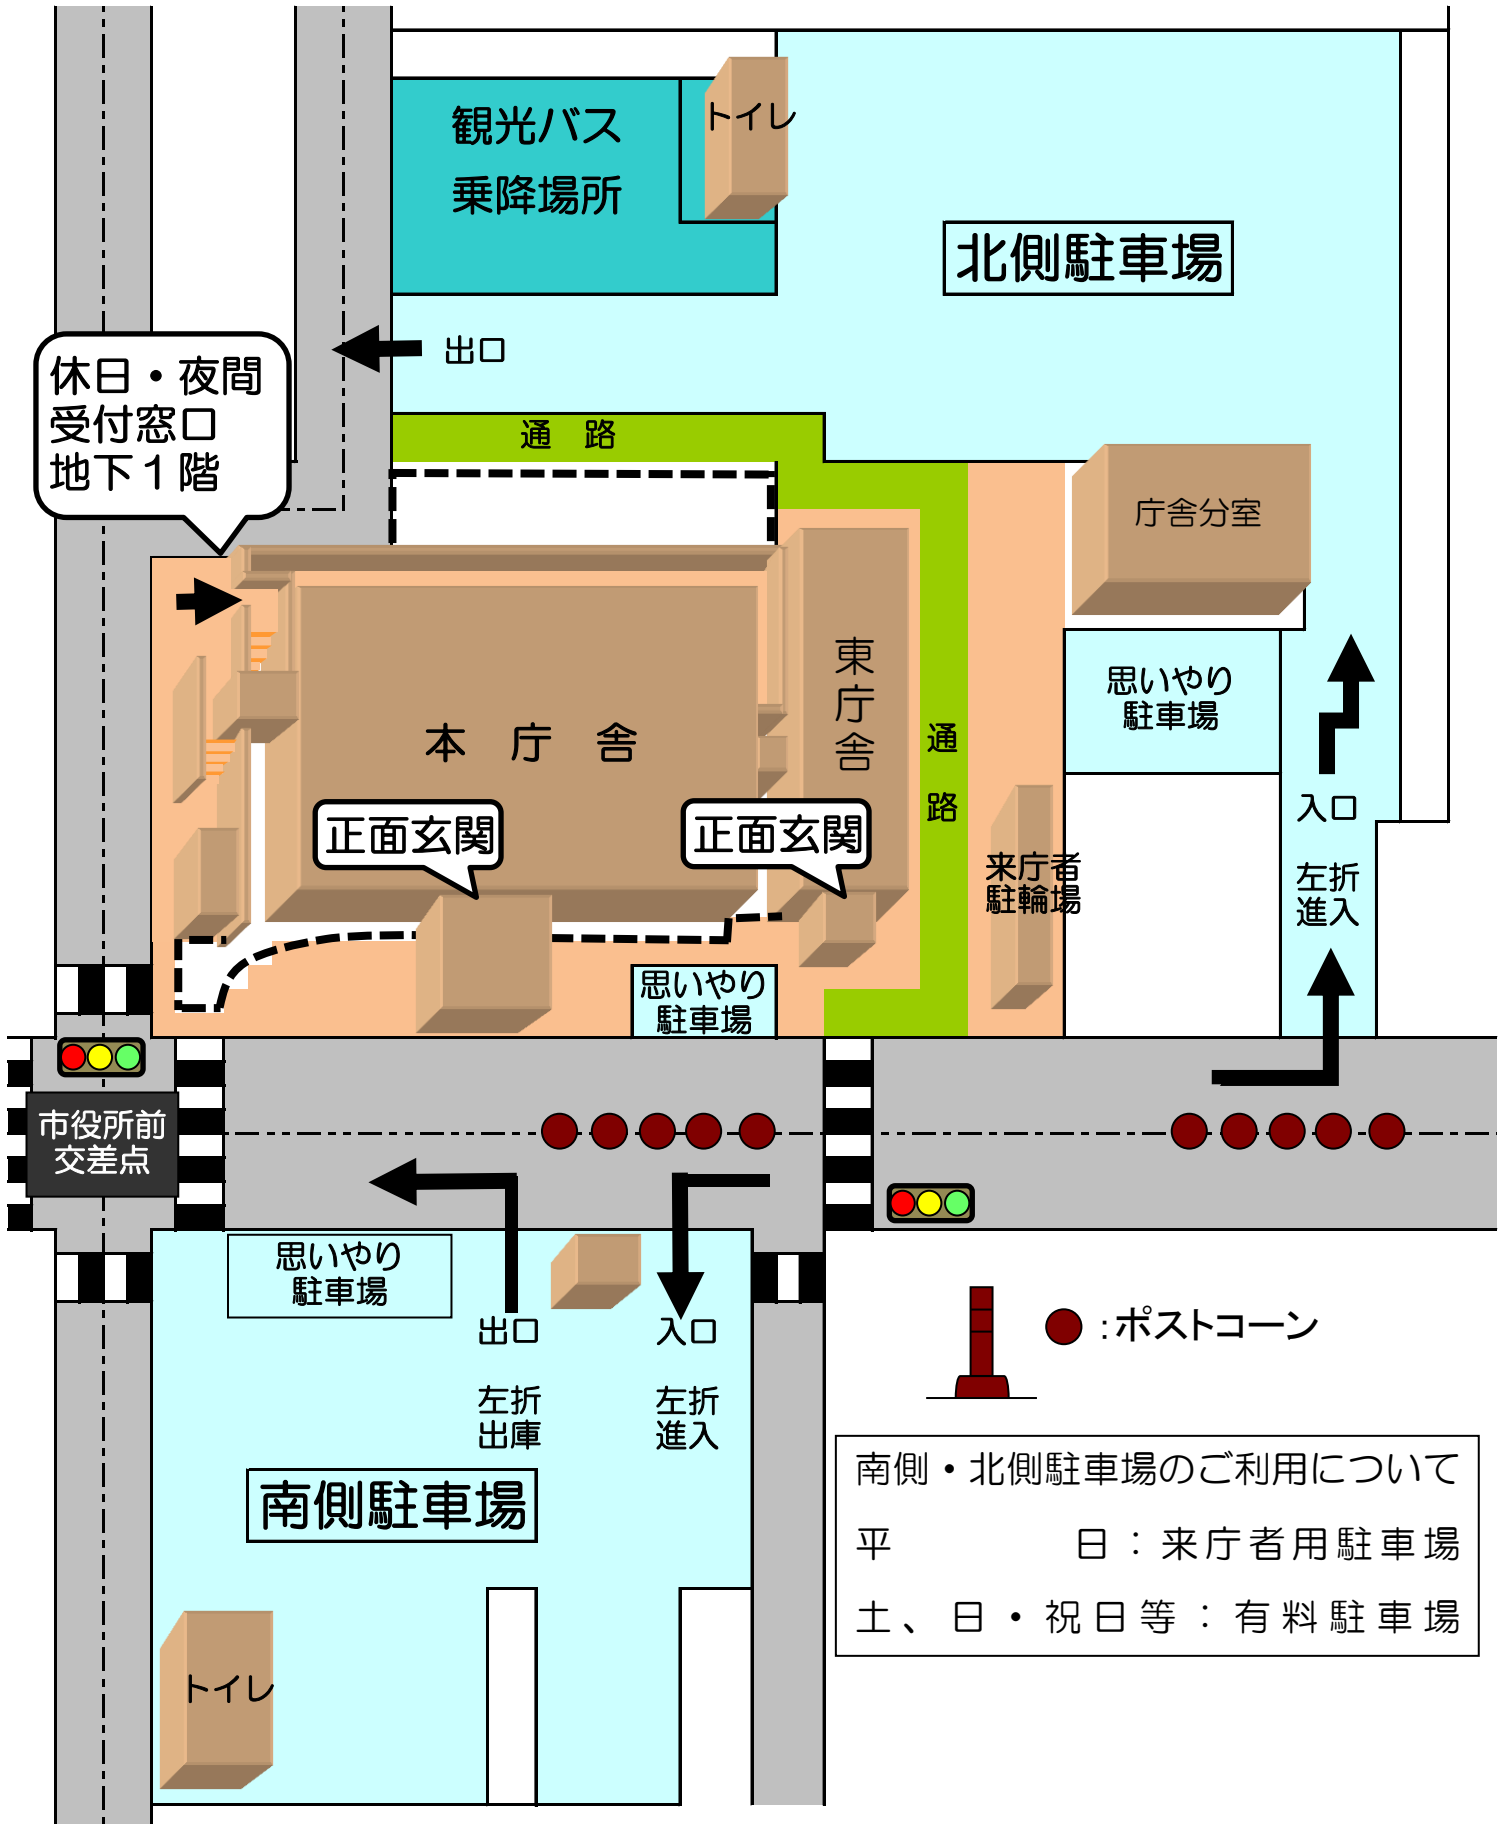 観光バス
乗降場所
トイレ
北側駐車場
出口
休日・夜間
受付窓口
地下１階
通　路
庁舎分室
東庁舎
思いやり
駐車場
本　庁　舎
通　路
正面玄関
正面玄関
入口
左折
進入
来庁者
駐輪場
思いやり
駐車場
市役所前
交差点
思いやり
駐車場
出口
左折
出庫
入口
左折
進入
：ポストコーン
南側駐車場
南側・北側駐車場のご利用について
平　　　　日：来庁者用駐車場
土、日・祝日等：有料駐車場
トイレ